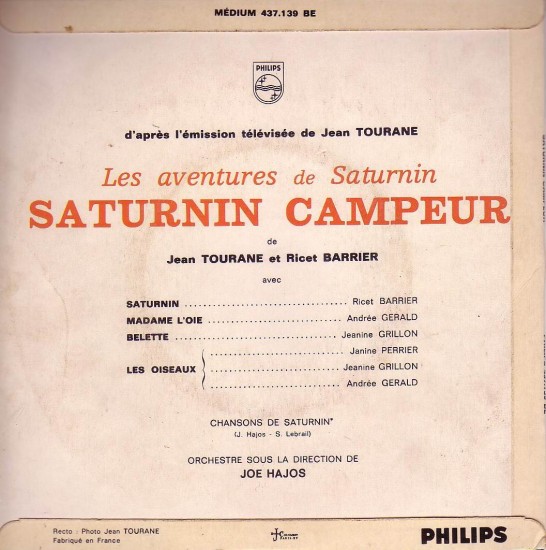 MÉDIUM 437.139 BE
PHILIPS
d'après l'émission télévisée de Jean TOURANE
Les aventures de Saturnin
SATURNIN CAMPEUR
de
Jean TOURANE et Ricet BARRIER
avec
SATURNIN ........................................ Ricet BARRIER
MADAME L'OIE .................................... Andrée GERALD
BELETTE ......................................... Jeanine GRILLON
LES OISEAUX { ................................... Janine PERRIER
................................... Jeanine GRILLON
................................... Andrée GERALD
CHANSONS DE SATURNIN*
(J. Hajos - S. Lebrail)
ORCHESTRE SOUS LA DIRECTION DE
JOE HAJOS
Recto - Photo Jean TOURANE
Fabriqué en France
PHILIPS